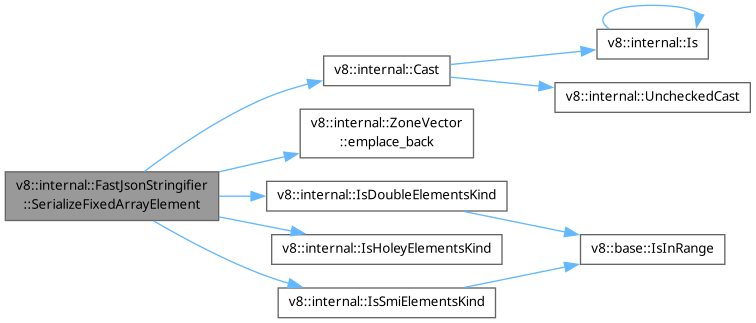 v8::internal::FastJsonStringifier
::SerializeFixedArrayElement
v8::internal::Cast
v8::internal::Is
v8::internal::UncheckedCast
v8::internal::ZoneVector
::emplace_back
v8::internal::IsDoubleElementsKind
v8::base::IsInRange
v8::internal::IsHoleyElementsKind
v8::internal::IsSmiElementsKind